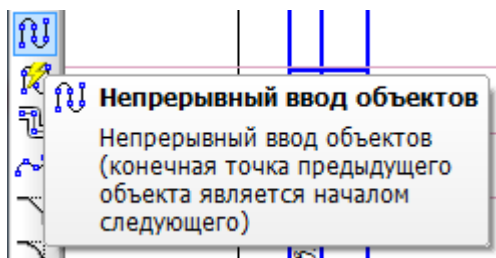 Непрерывный ввод объектов
Непрерывный ввод объектов
(конечная точка предыдущего
объекта является началом
следующего)